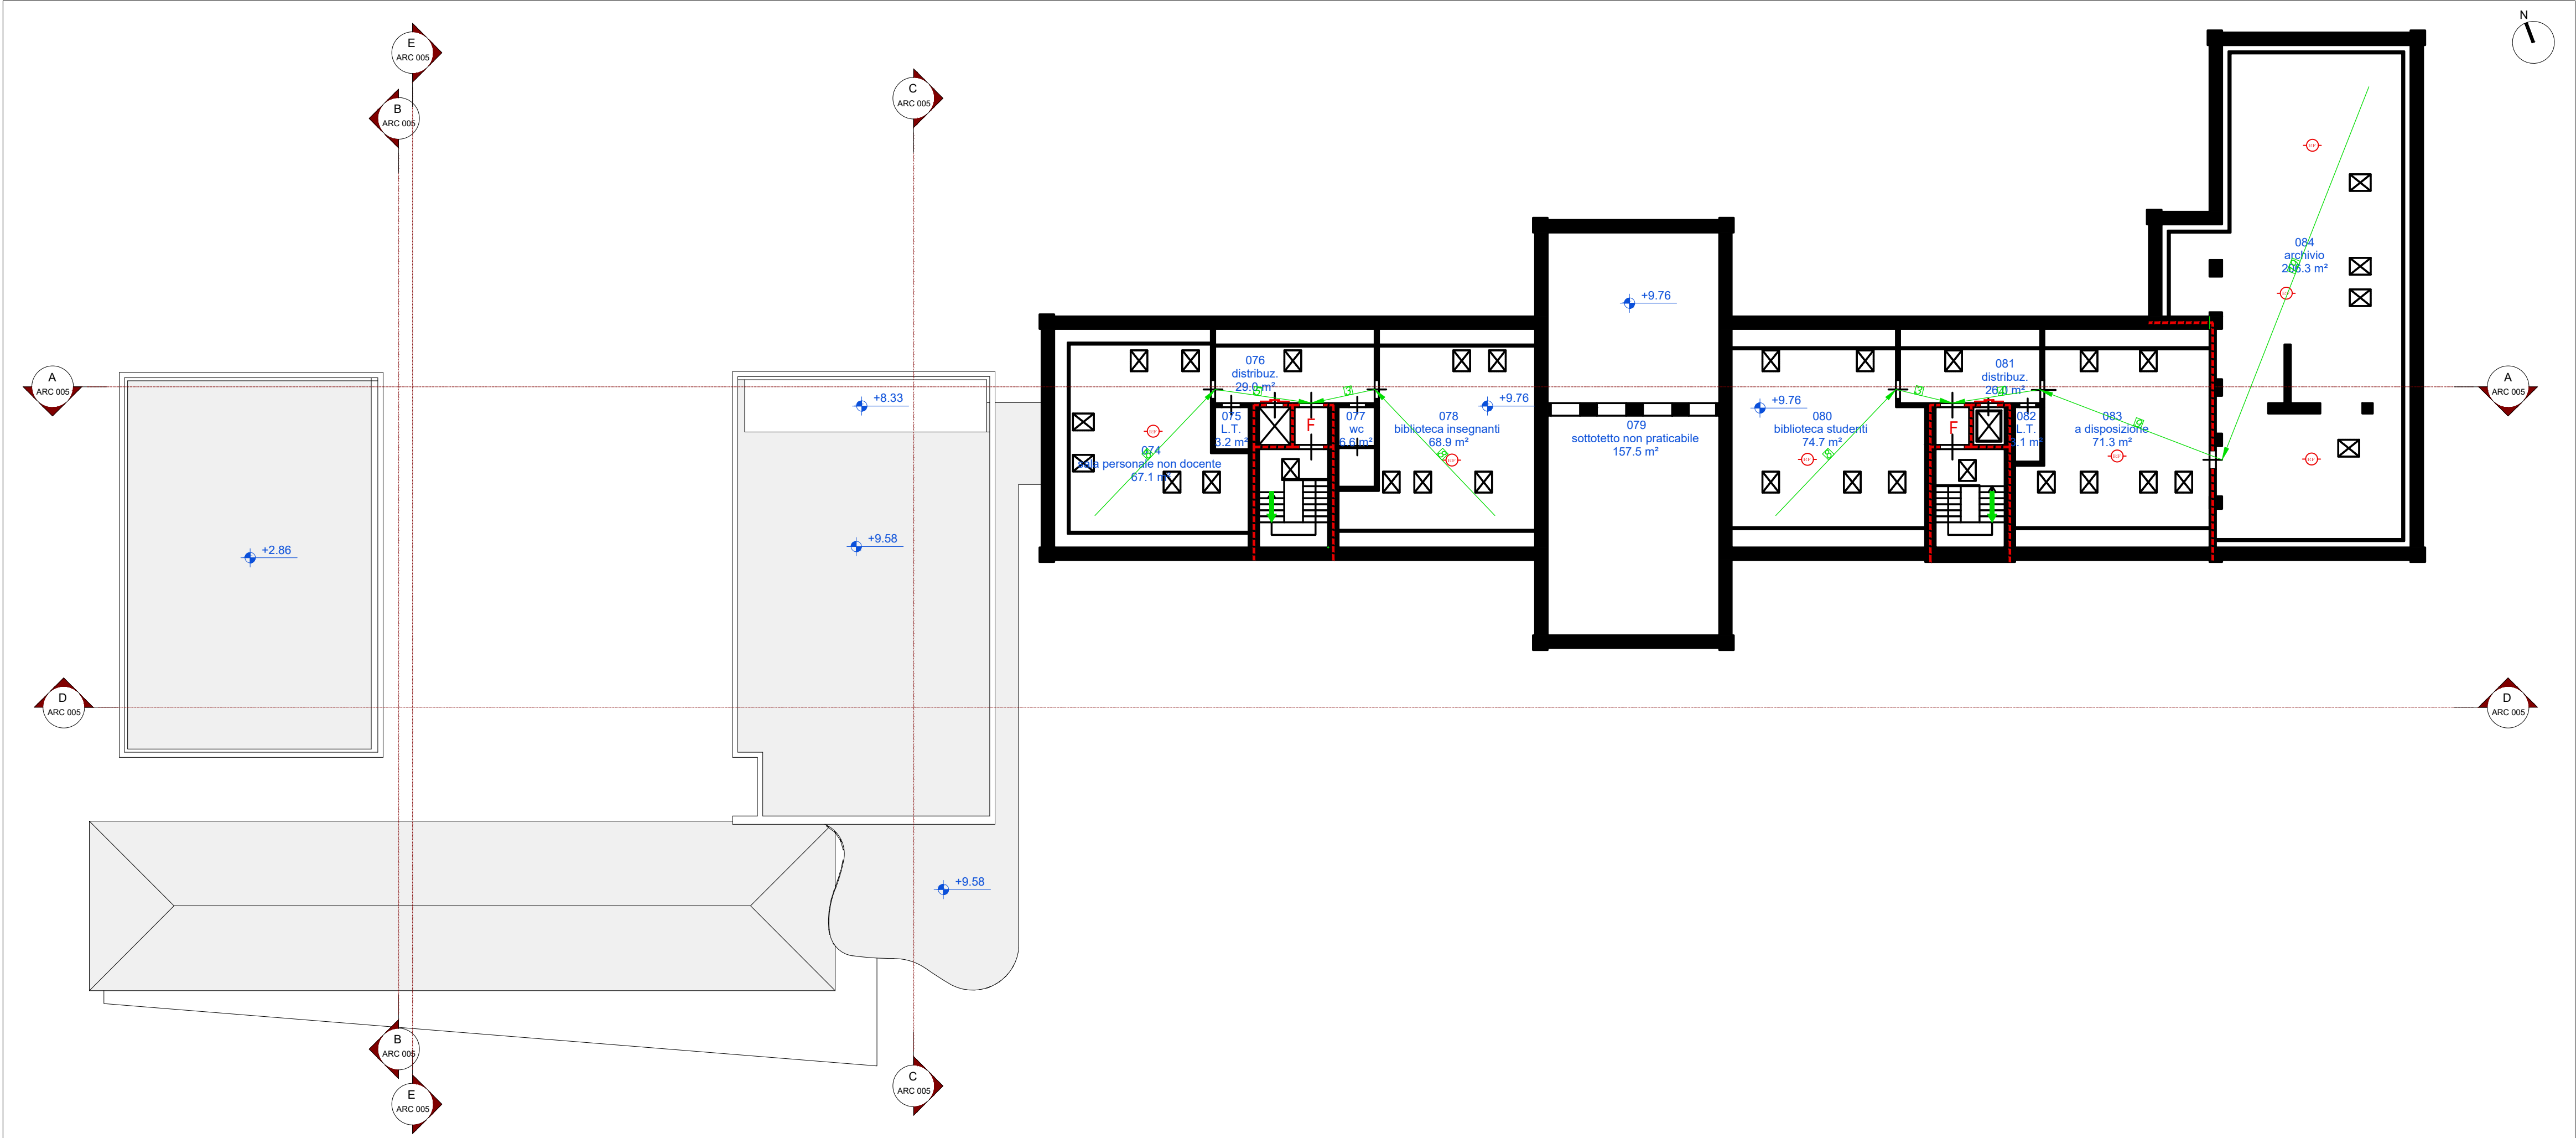 N
E
ARC 005
B
ARC 005
C
ARC 005
084
archivio
206.3 m²
+9.76
A
ARC 005
+8.33
076
distribuz.
29.0 m²
075
L.T.
3.2 m²
F
077
wc
6.6 m²
+9.76
078
biblioteca insegnanti
68.9 m²
074
sala personale non docente
67.1 m²
079
sottotetto non praticabile
157.5 m²
+9.76
080
biblioteca studenti
74.7 m²
081
distribuz.
26.0 m²
F
082
L.T.
3.1 m²
083
a disposizione
71.3 m²
A
ARC 005
+2.86
+9.58
D
ARC 005
D
ARC 005
+9.58
B
ARC 005
E
ARC 005
C
ARC 005